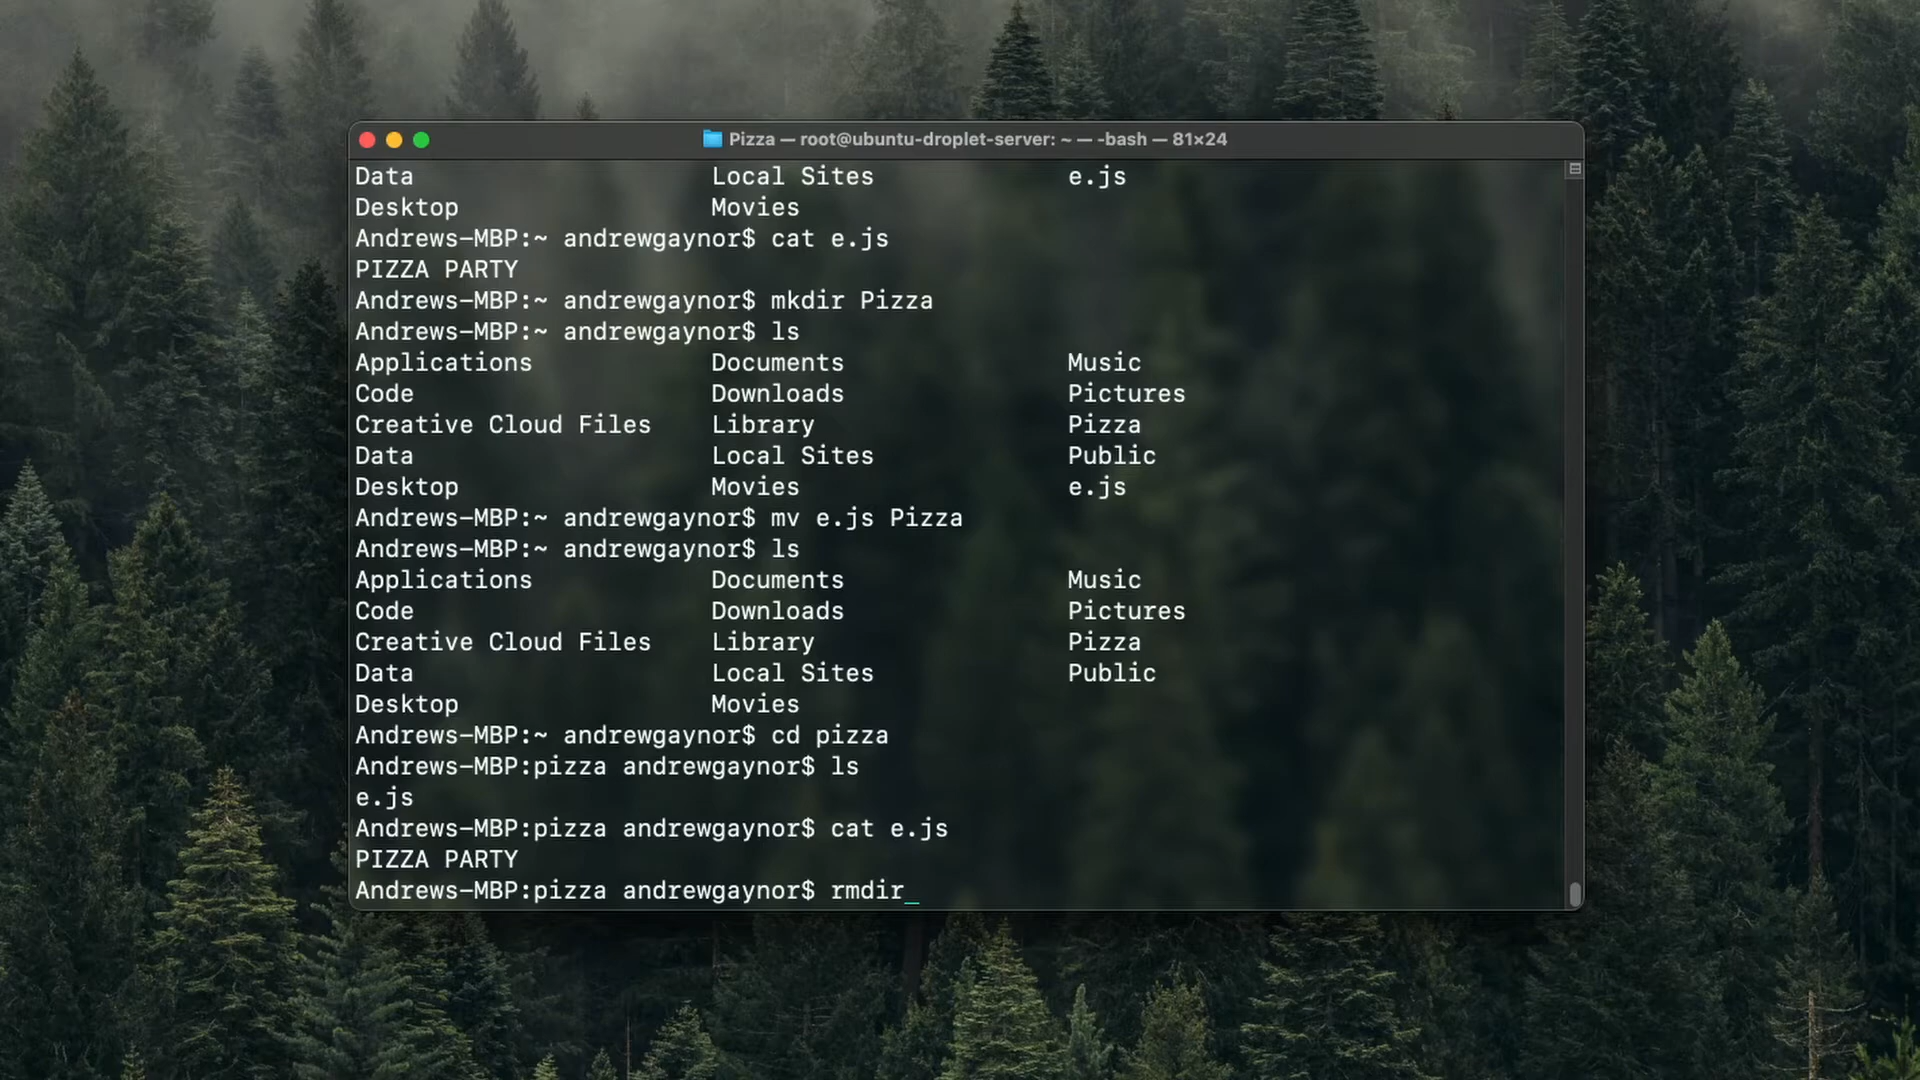 Pizza — root@ubuntu-droplet-server: ~ — -bash — 81×24
Data Local Sites e.js
Desktop Movies
Andrews-MBP:~ andrewgaynor$ cat e.js
PIZZA PARTY
Andrews-MBP:~ andrewgaynor$ mkdir Pizza
Andrews-MBP:~ andrewgaynor$ ls
Applications Documents Music
Code Downloads Pictures
Creative Cloud Files Library Pizza
Data Local Sites Public
Desktop Movies e.js
Andrews-MBP:~ andrewgaynor$ mv e.js Pizza
Andrews-MBP:~ andrewgaynor$ ls
Applications Documents Music
Code Downloads Pictures
Creative Cloud Files Library Pizza
Data Local Sites Public
Desktop Movies
Andrews-MBP:~ andrewgaynor$ cd pizza
Andrews-MBP:pizza andrewgaynor$ ls
e.js
Andrews-MBP:pizza andrewgaynor$ cat e.js
PIZZA PARTY
Andrews-MBP:pizza andrewgaynor$ rmdir